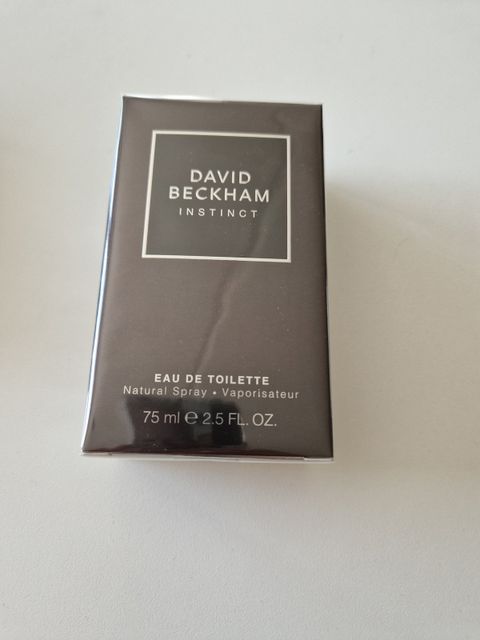 DAVID
BECKHAM
INSTINCT
EAU DE TOILETTE
Natural Spray • Vaporisateur
75 ml ℮ 2.5 FL. OZ.